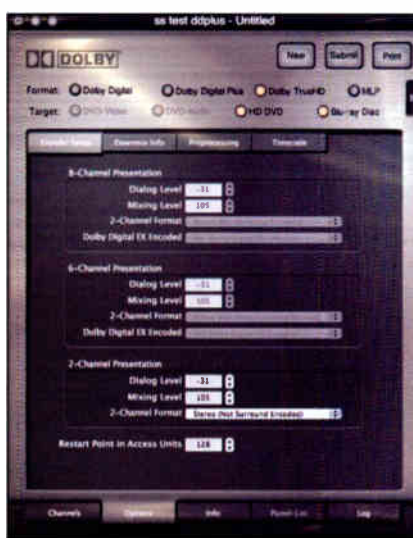 ss test ddplus - Untitled
DOLBY
New Submit Print
Format: Dolby Digital Dolby Digital Plus Dolby TrueHD MLP
Target: DVD-Video DVD-Audio HD DVD Blu-ray Disc
Encoder Setup Downmix Info Preprocessing Timecode
8-Channel Presentation
Dialog Level -31
Mixing Level 105
2-Channel Format
Dolby Digital EX Encoded
6-Channel Presentation
Dialog Level -31
Mixing Level 105
2-Channel Format
Dolby Digital EX Encoded
2-Channel Presentation
Dialog Level -31
Mixing Level 105
2-Channel Format Stereo (Not Surround Encoded)
Restart Point in Access Units 128
Channels Options Info Log